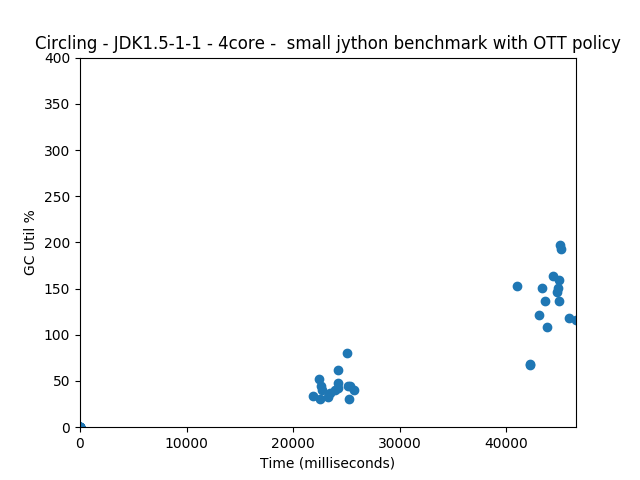 Circling - JDK1.5-1-1 - 4core -  small jython benchmark with OTT policy
400
350
300
250
200
150
100
50
0
GC Util %
0 10000 20000 30000 40000
Time (milliseconds)